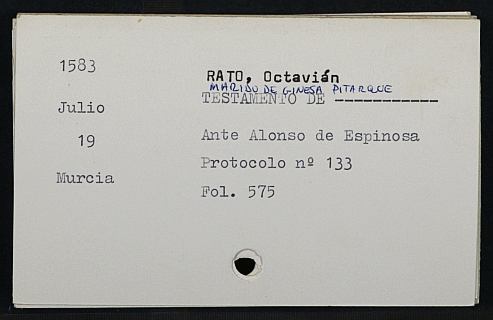 1583
RATO, Octavián
MARIDO DE GINESA PITARQUE
TESTAMENTO DE ------------
Julio
19
Ante Alonso de Espinosa
Protocolo nº 133
Murcia
Fol. 575